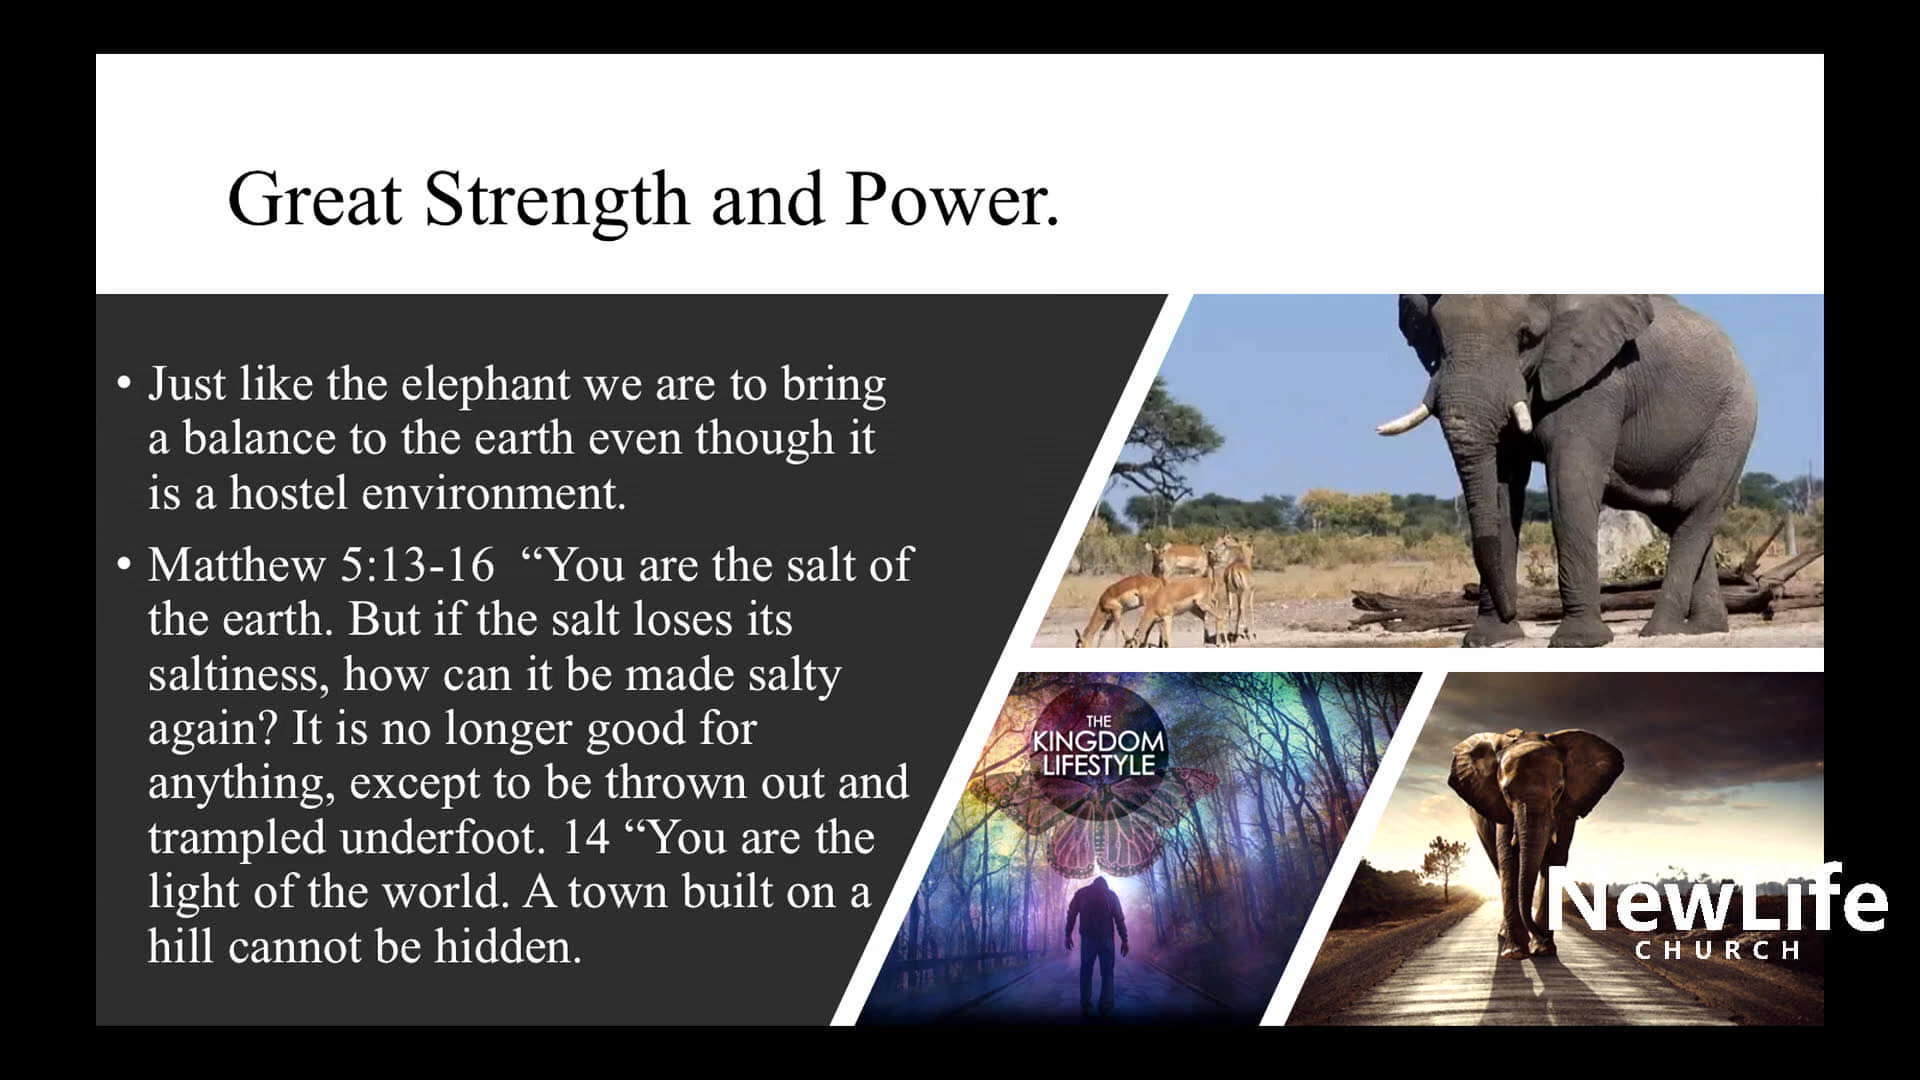 Great Strength and Power.
• Just like the elephant we are to bring
a balance to the earth even though it
is a hostel environment.
• Matthew 5:13-16  “You are the salt of
the earth. But if the salt loses its
saltiness, how can it be made salty
again? It is no longer good for
anything, except to be thrown out and
trampled underfoot. 14 “You are the
light of the world. A town built on a
hill cannot be hidden.
THE
KINGDOM
LIFESTYLE
NewLife
CHURCH